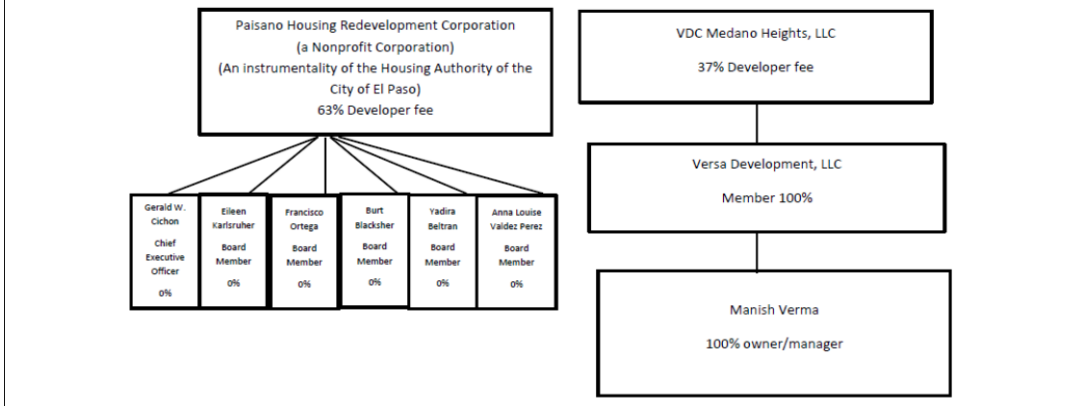 Paisano Housing Redevelopment Corporation
(a Nonprofit Corporation)
(An instrumentality of the Housing Authority of the
City of El Paso)
63% Developer fee
Gerald W.
Cichon
Chief
Executive
Officer
0%
Eileen
Karlsruher
Board
Member
0%
Francisco
Ortega
Board
Member
0%
Burt
Blacksher
Board
Member
0%
Yadira
Beltran
Board
Member
0%
Anna Louise
Valdez Perez
Board
Member
0%
VDC Medano Heights, LLC
37% Developer fee
Versa Development, LLC
Member 100%
Manish Verma
100% owner/manager